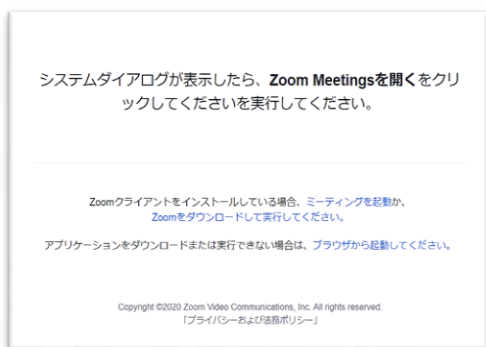 システムダイアログが表示したら、Zoom Meetingsを開くをクリ
ックしてくださいを実行してください。
Zoomクライアントをインストールしている場合、ミーティングを起動か、
Zoomをダウンロードして実行してください。
アプリケーションをダウンロードまたは実行できない場合は、ブラウザから起動してください。
Copyright ©2020 Zoom Video Communications, Inc. All rights reserved.
「プライバシーおよび法務ポリシー」